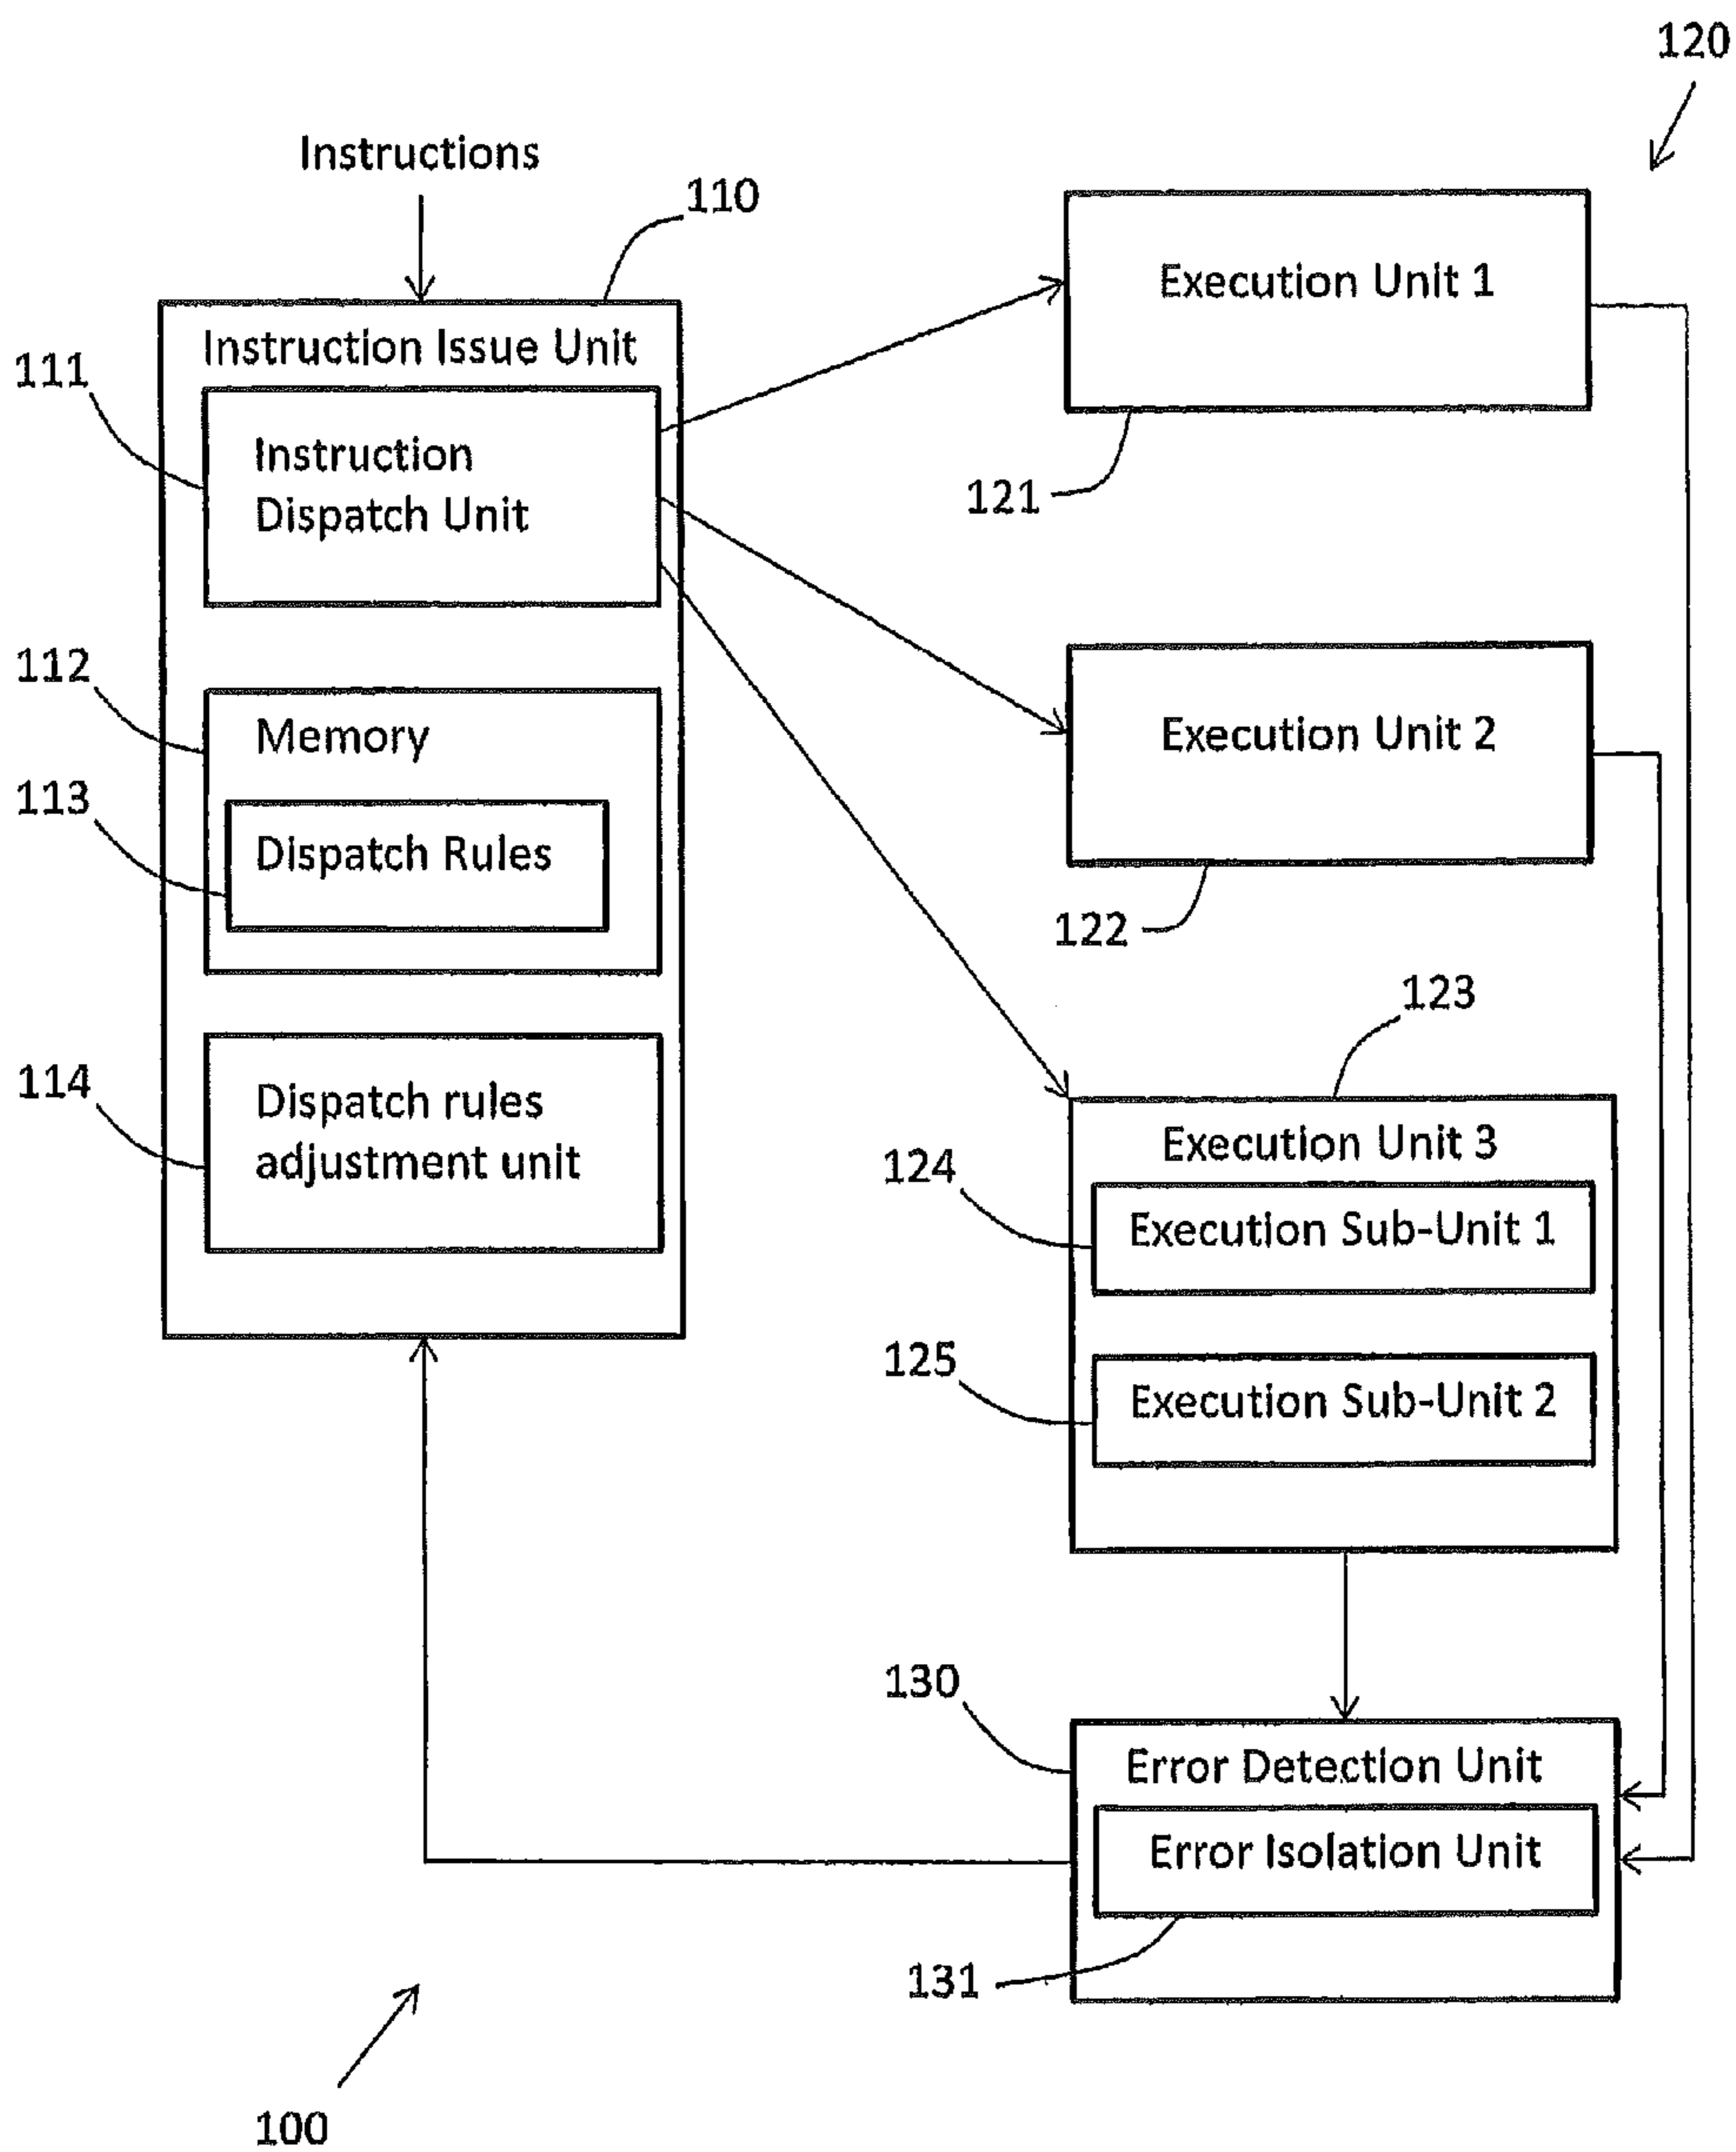 120
Instructions
110
Instruction Issue Unit
111
Instruction
Dispatch Unit
112
Memory
113
Dispatch Rules
114
Dispatch rules
adjustment unit
Execution Unit 1
121
Execution Unit 2
122
123
Execution Unit 3
124
Execution Sub-Unit 1
125
Execution Sub-Unit 2
130
Error Detection Unit
Error Isolation Unit
131
100